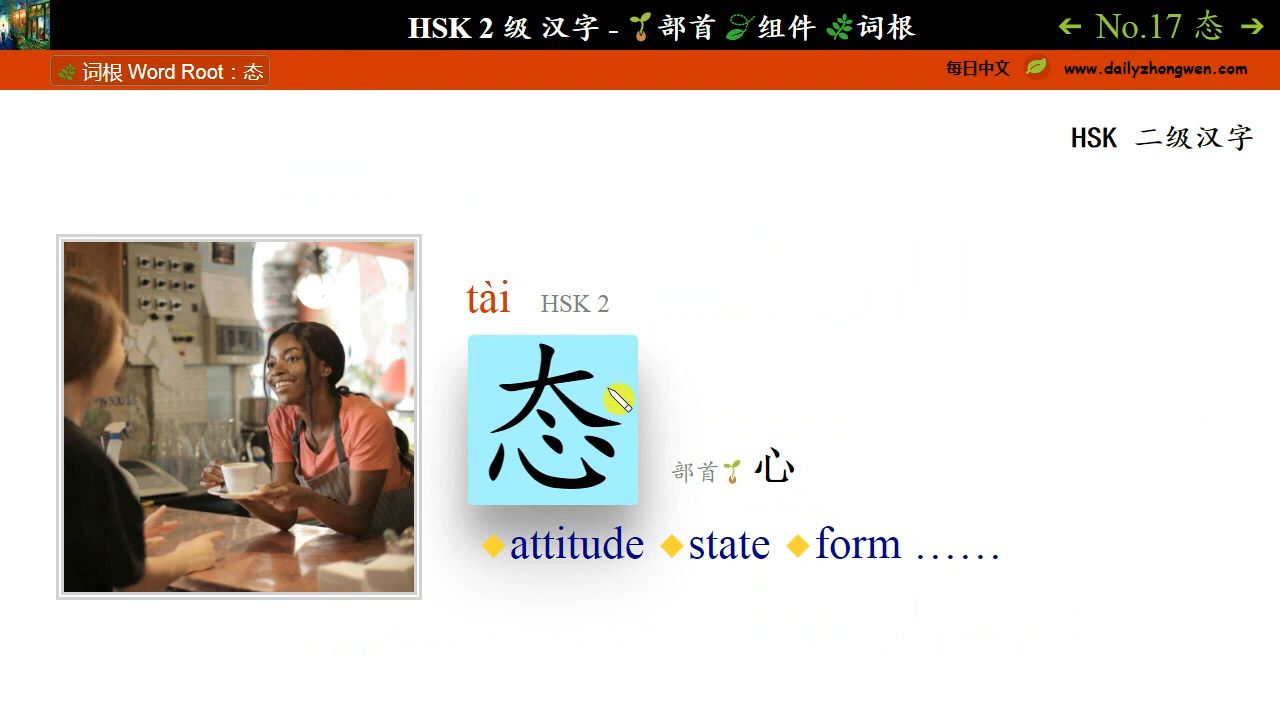 HSK 2 级 汉字 - 部首 组件 词根
← No.17 态 →
词根 Word Root：态
每日中文 www.dailyzhongwen.com
HSK 二级汉字
tài HSK 2
态
部首 心
◆attitude ◆state ◆form ……